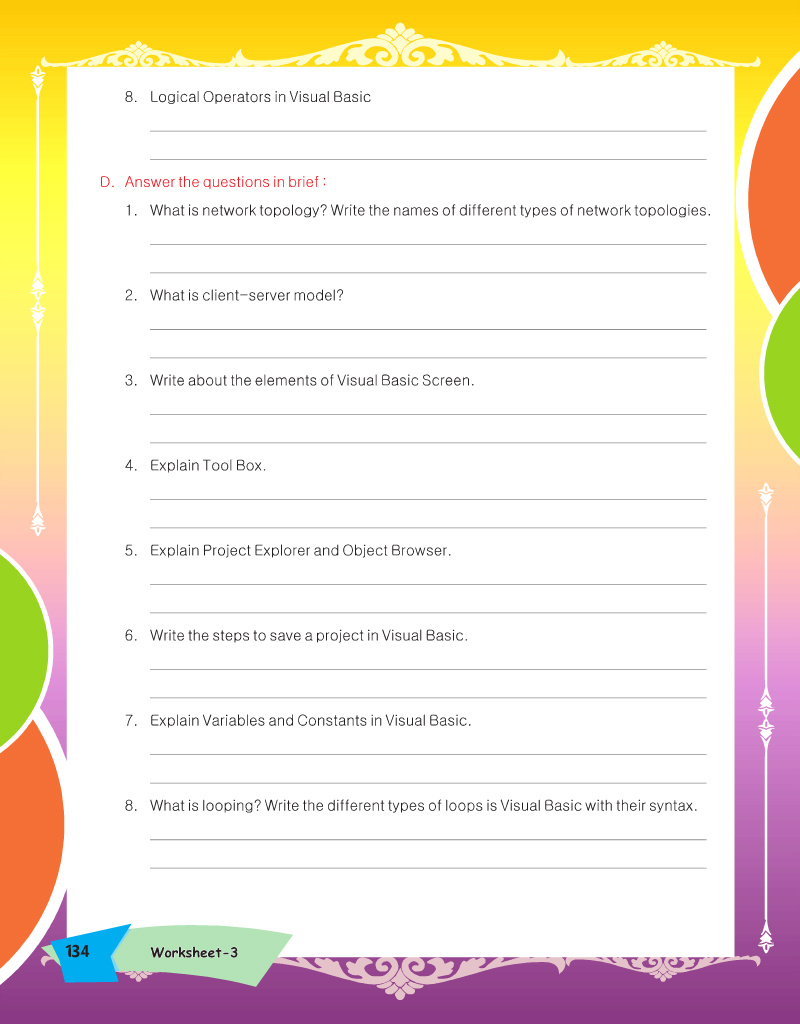 8. Logical Operators in Visual Basic
D. Answer the questions in brief :
1. What is network topology? Write the names of different types of network topologies.
2. What is client-server model?
3. Write about the elements of Visual Basic Screen.
4. Explain Tool Box.
5. Explain Project Explorer and Object Browser.
6. Write the steps to save a project in Visual Basic.
7. Explain Variables and Constants in Visual Basic.
8. What is looping? Write the different types of loops is Visual Basic with their syntax.
134 Worksheet-3